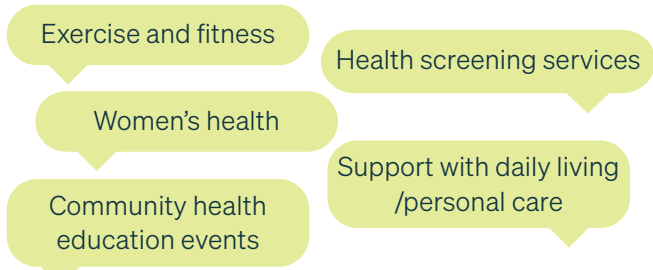 Exercise and fitness
Health screening services
Women’s health
Support with daily living
/personal care
Community health
education events